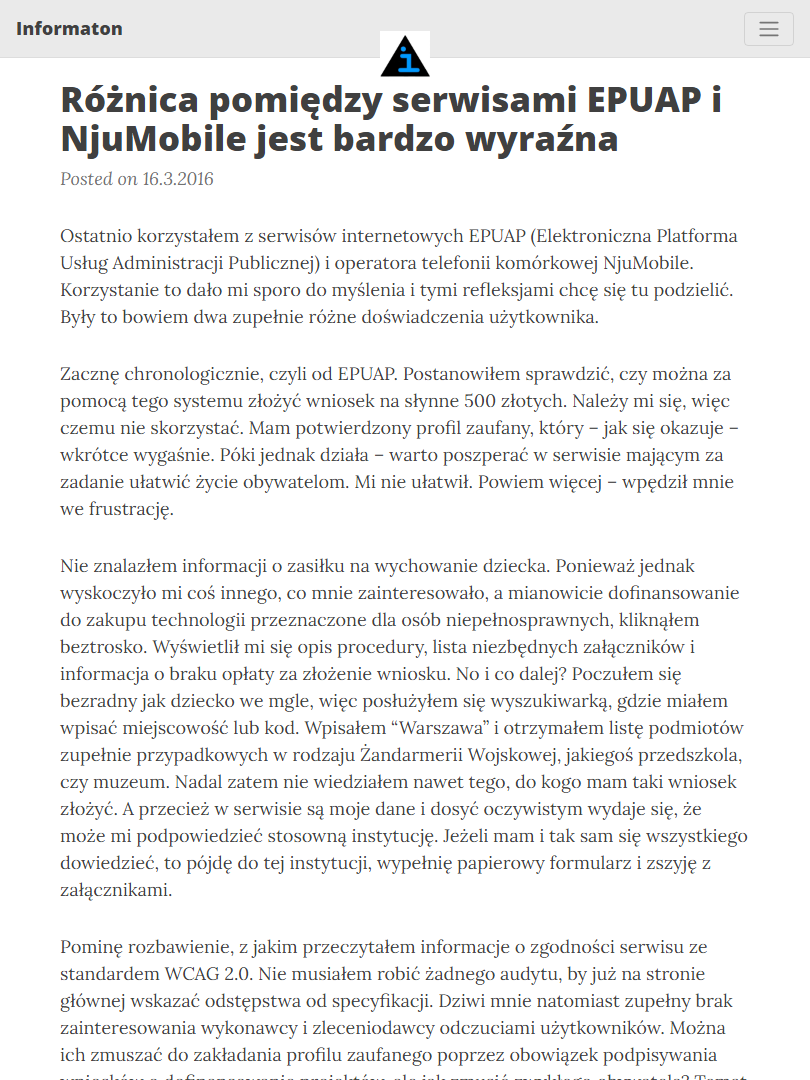 Informaton
Różnica pomiędzy serwisami EPUAP i
NjuMobile jest bardzo wyraźna
Posted on 16.3.2016
Ostatnio korzystałem z serwisów internetowych EPUAP (Elektroniczna Platforma
Usług Administracji Publicznej) i operatora telefonii komórkowej NjuMobile.
Korzystanie to dało mi sporo do myślenia i tymi refleksjami chcę się tu podzielić.
Były to bowiem dwa zupełnie różne doświadczenia użytkownika.
Zacznę chronologicznie, czyli od EPUAP. Postanowiłem sprawdzić, czy można za
pomocą tego systemu złożyć wniosek na słynne 500 złotych. Należy mi się, więc
czemu nie skorzystać. Mam potwierdzony profil zaufany, który – jak się okazuje –
wkrótce wygaśnie. Póki jednak działa – warto poszperać w serwisie mającym za
zadanie ułatwić życie obywatelom. Mi nie ułatwił. Powiem więcej – wpędził mnie
we frustrację.
Nie znalazłem informacji o zasiłku na wychowanie dziecka. Ponieważ jednak
wyskoczyło mi coś innego, co mnie zainteresowało, a mianowicie dofinansowanie
do zakupu technologii przeznaczone dla osób niepełnosprawnych, kliknąłem
beztrosko. Wyświetlił mi się opis procedury, lista niezbędnych załączników i
informacja o braku opłaty za złożenie wniosku. No i co dalej? Poczułem się
bezradny jak dziecko we mgle, więc posłużyłem się wyszukiwarką, gdzie miałem
wpisać miejscowość lub kod. Wpisałem “Warszawa” i otrzymałem listę podmiotów
zupełnie przypadkowych w rodzaju Żandarmerii Wojskowej, jakiegoś przedszkola,
czy muzeum. Nadal zatem nie wiedziałem nawet tego, do kogo mam taki wniosek
złożyć. A przecież w serwisie są moje dane i dosyć oczywistym wydaje się, że
może mi podpowiedzieć stosowną instytucję. Jeżeli mam i tak sam się wszystkiego
dowiedzieć, to pójdę do tej instytucji, wypełnię papierowy formularz i zszyję z
załącznikami.
Pominę rozbawienie, z jakim przeczytałem informacje o zgodności serwisu ze
standardem WCAG 2.0. Nie musiałem robić żadnego audytu, by już na stronie
głównej wskazać odstępstwa od specyfikacji. Dziwi mnie natomiast zupełny brak
zainteresowania wykonawcy i zleceniodawcy odczuciami użytkowników. Można
ich zmuszać do zakładania profilu zaufanego poprzez obowiązek podpisywania